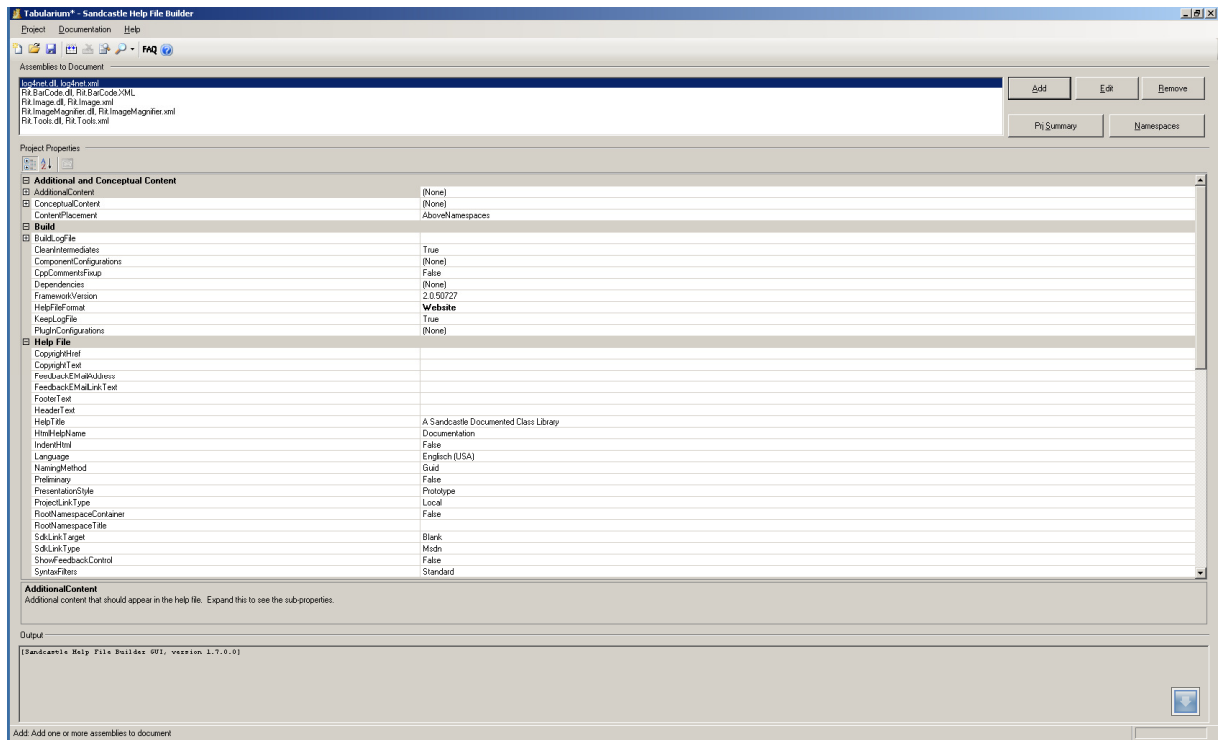 Tabularium* - Sandcastle Help File Builder
Project Documentation Help
FAQ
Assemblies to Document
log4net.dll, log4net.xml
Rit.BarCode.dll, Rit.BarCode.XML
Rit.Image.dll, Rit.Image.xml
Rit.ImageMagnifier.dll, Rit.ImageMagnifier.xml
Rit.Tools.dll, Rit.Tools.xml
Add Edit Remove
Prj Summary Namespaces
Project Properties
Additional and Conceptual Content
AdditionalContent (None)
ConceptualContent (None)
ContentPlacement AboveNamespaces
Build
BuildLogFile
CleanIntermediates True
ComponentConfigurations (None)
CppCommentsFixup False
Dependencies (None)
FrameworkVersion 2.0.50727
HelpFileFormat Website
KeepLogFile True
PlugInConfigurations (None)
Help File
CopyrightHref
CopyrightText
FeedbackEMailAddress
FeedbackEMailLinkText
FooterText
HeaderText
HelpTitle A Sandcastle Documented Class Library
HtmlHelpName Documentation
IndentHtml False
Language Englisch (USA)
NamingMethod Guid
Preliminary False
PresentationStyle Prototype
ProjectLinkType Local
RootNamespaceContainer False
RootNamespaceTitle
SdkLinkTarget Blank
SdkLinkType Msdn
ShowFeedbackControl False
SyntaxFilters Standard
AdditionalContent
Additional content that should appear in the help file. Expand this to see the sub-properties.
Output
[Sandcastle Help File Builder GUI, version 1.7.0.0]
Add: Add one or more assemblies to document